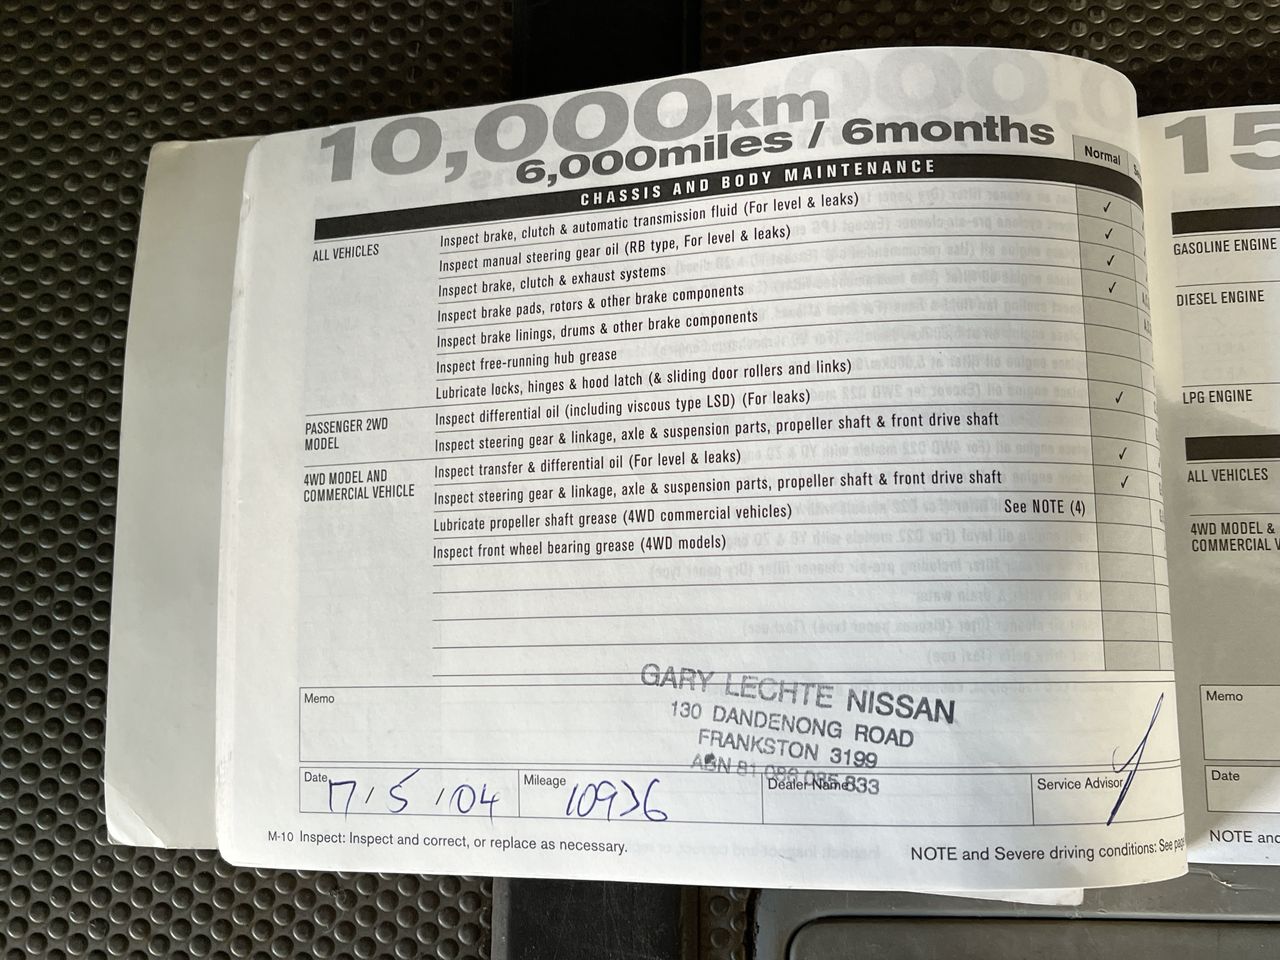 10,000km
6,000miles / 6months
CHASSIS AND BODY MAINTENANCE
Normal
ALL VEHICLES
Inspect brake, clutch & automatic transmission fluid (For level & leaks) ✓
Inspect manual steering gear oil (RB type, For level & leaks) ✓
Inspect brake, clutch & exhaust systems ✓
Inspect brake pads, rotors & other brake components ✓
Inspect brake linings, drums & other brake components
Inspect free-running hub grease
Lubricate locks, hinges & hood latch (& sliding door rollers and links)
PASSENGER 2WD
MODEL
Inspect differential oil (including viscous type LSD) (For leaks) ✓
Inspect steering gear & linkage, axle & suspension parts, propeller shaft & front drive shaft
4WD MODEL AND
COMMERCIAL VEHICLE
Inspect transfer & differential oil (For level & leaks) ✓
Inspect steering gear & linkage, axle & suspension parts, propeller shaft & front drive shaft ✓
Lubricate propeller shaft grease (4WD commercial vehicles) See NOTE (4)
Inspect front wheel bearing grease (4WD models)
Memo
GARY LECHTE NISSAN
130 DANDENONG ROAD
FRANKSTON 3199
ABN 81 086 085 833
Date 7/5/04
Mileage 10936
Dealer Name
Service Advisor
M-10 Inspect: Inspect and correct, or replace as necessary.
NOTE and Severe driving conditions: See
15
GASOLINE ENGINE
DIESEL ENGINE
LPG ENGINE
ALL VEHICLES
4WD MODEL &
COMMERCIAL
Memo
Date
NOTE